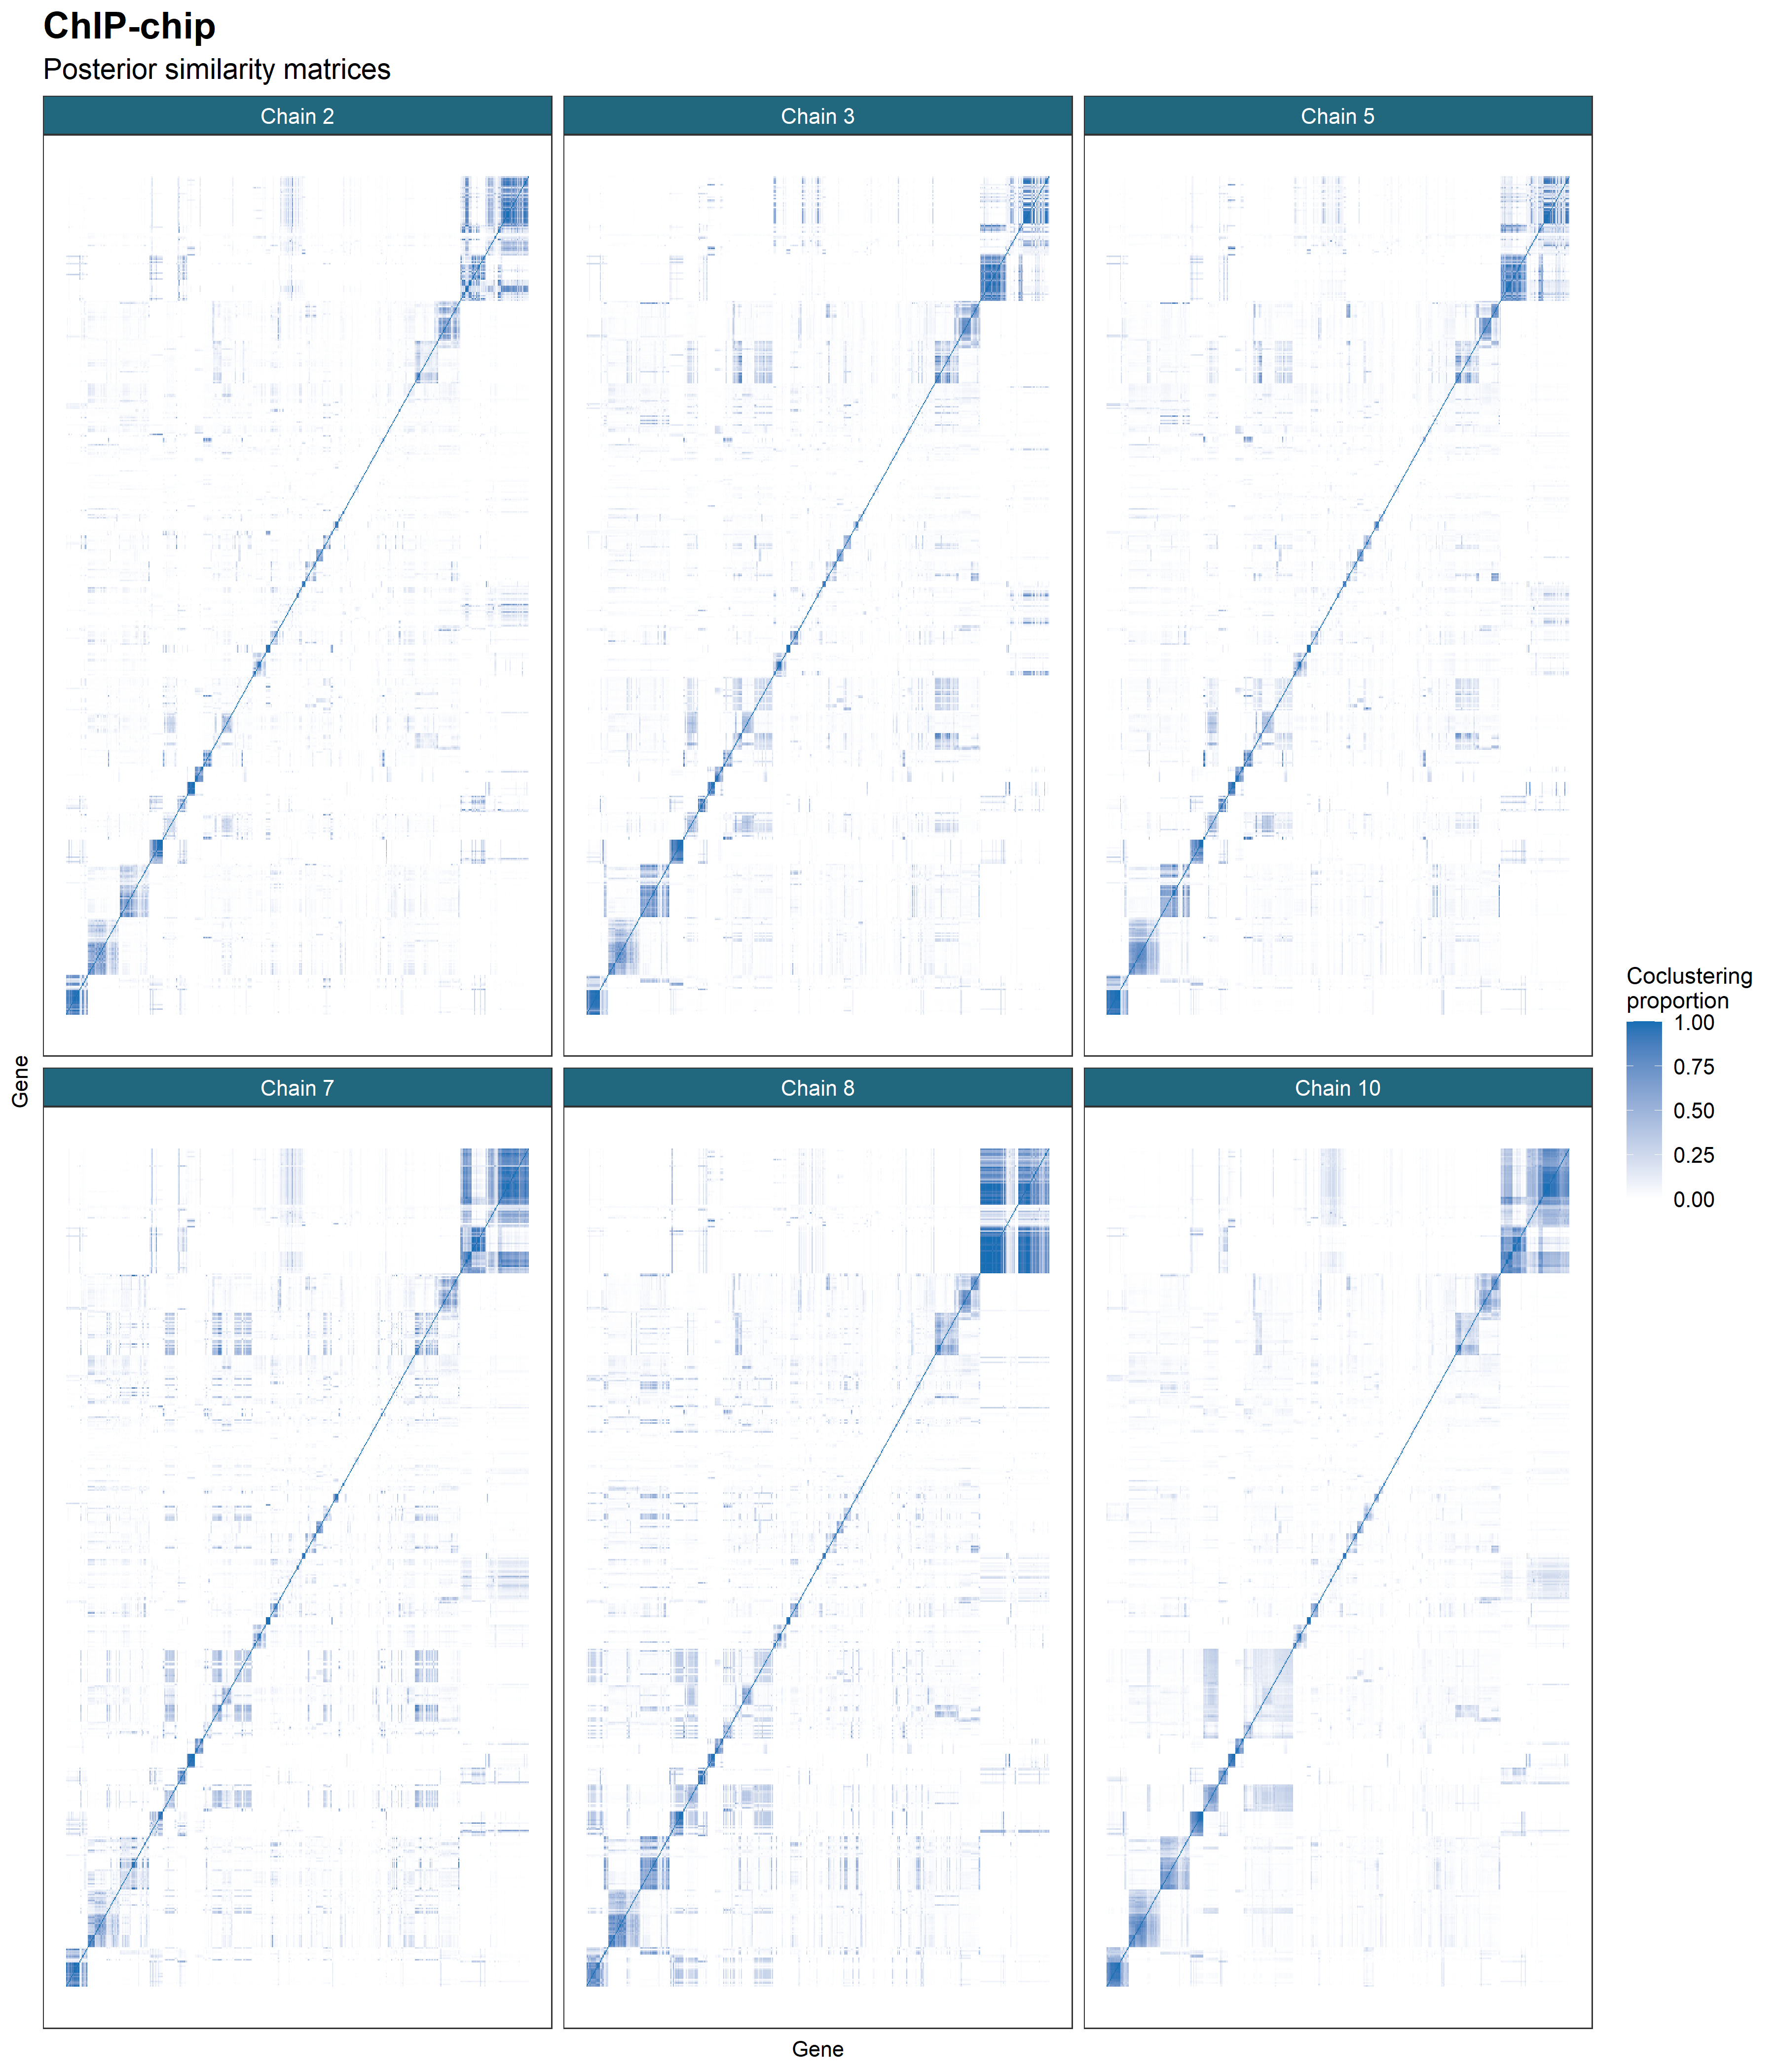 ChIP-chip
Posterior similarity matrices
Chain 2
Chain 3
Chain 5
Gene
Chain 7
Chain 8
Chain 10
Gene
Coclustering
proportion
1.00
0.75
0.50
0.25
0.00